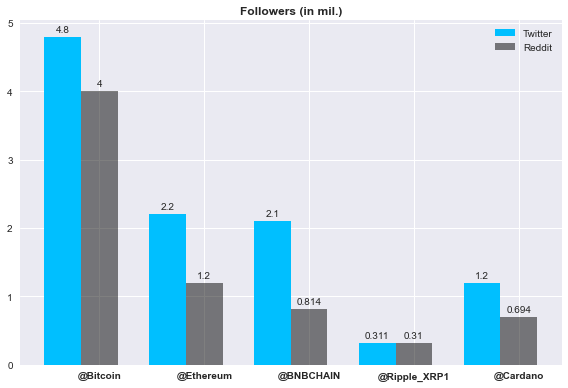 Followers (in mil.)
Twitter
Reddit
5
4
3
2
1
0
4.8
4
2.2
1.2
2.1
0.814
0.311
0.31
1.2
0.694
@Bitcoin
@Ethereum
@BNBCHAIN
@Ripple_XRP1
@Cardano